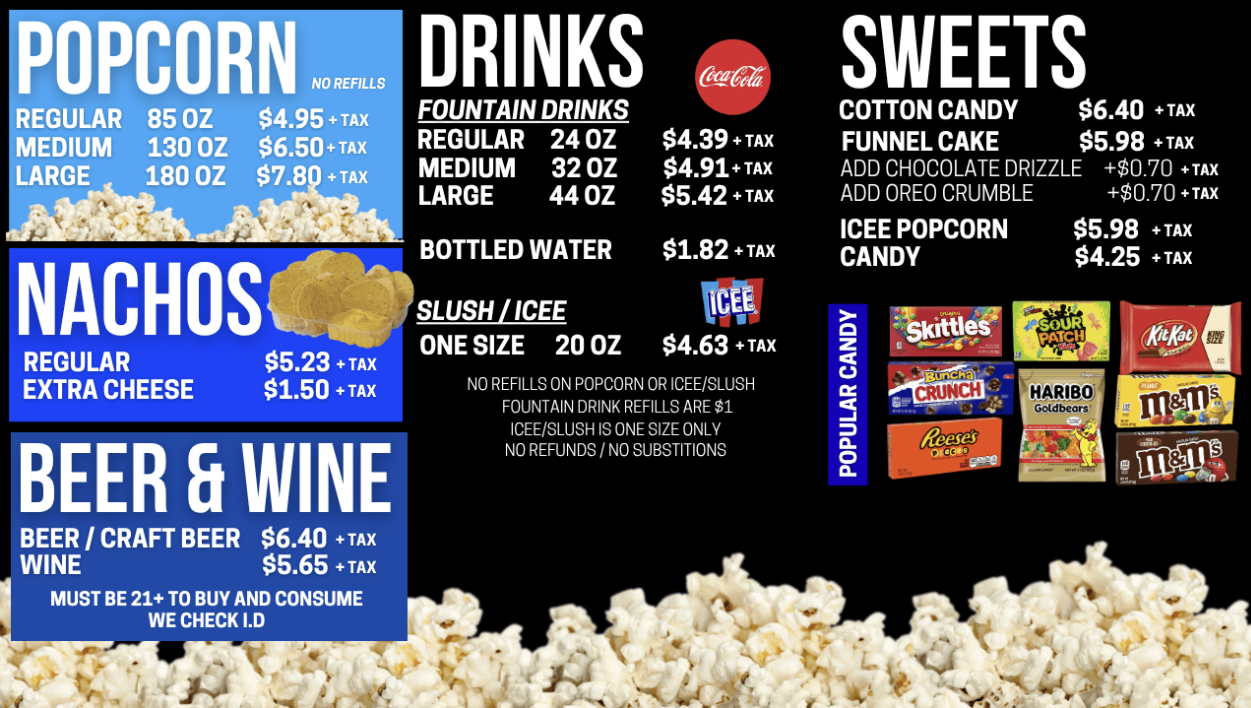 POPCORN NO REFILLS
REGULAR 85 OZ $4.95 + TAX
MEDIUM 130 OZ $6.50 + TAX
LARGE 180 OZ $7.80 + TAX
NACHOS
REGULAR $5.23 + TAX
EXTRA CHEESE $1.50 + TAX
BEER & WINE
BEER / CRAFT BEER $6.40 + TAX
WINE $5.65 + TAX
MUST BE 21+ TO BUY AND CONSUME
WE CHECK I.D
DRINKS
Coca-Cola
FOUNTAIN DRINKS
REGULAR 24 OZ $4.39 + TAX
MEDIUM 32 OZ $4.91 + TAX
LARGE 44 OZ $5.42 + TAX
BOTTLED WATER $1.82 + TAX
ICEE
SLUSH / ICEE
ONE SIZE 20 OZ $4.63 + TAX
NO REFILLS ON POPCORN OR ICEE/SLUSH
FOUNTAIN DRINK REFILLS ARE $1
ICEE/SLUSH IS ONE SIZE ONLY
NO REFUNDS / NO SUBSTITIONS
SWEETS
COTTON CANDY $6.40 + TAX
FUNNEL CAKE $5.98 + TAX
ADD CHOCOLATE DRIZZLE +$0.70 + TAX
ADD OREO CRUMBLE +$0.70 + TAX
ICEE POPCORN $5.98 + TAX
CANDY $4.25 + TAX
POPULAR CANDY
Skittles
SOUR
PATCH
KitKat
KING
SIZE
Buncha
CRUNCH
HARIBO
Goldbears
PEANUT
m&m's
Reese's
PIECES
m&m's